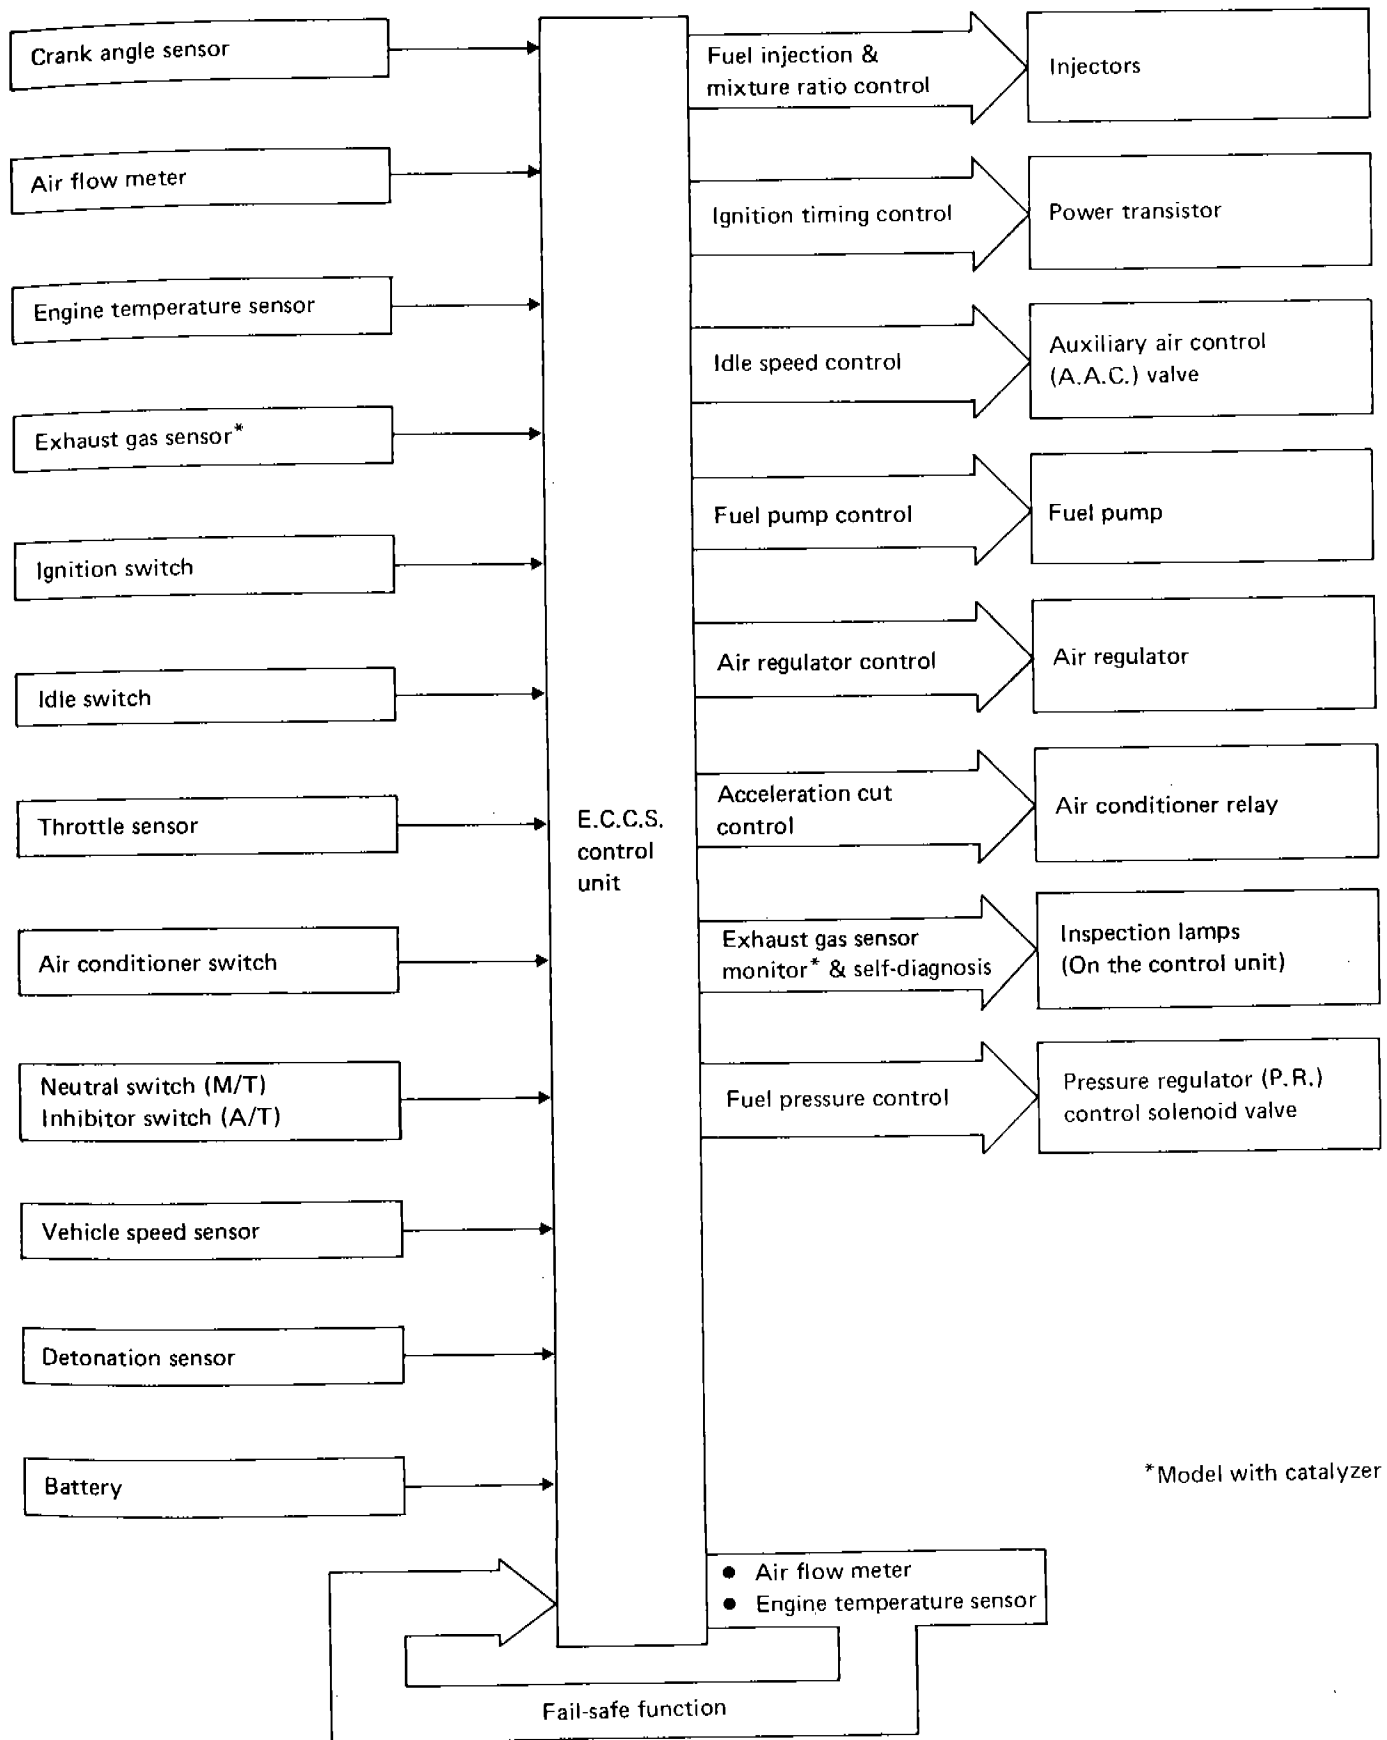 Crank angle sensor
Air flow meter
Engine temperature sensor
Exhaust gas sensor*
Ignition switch
Idle switch
Throttle sensor
Air conditioner switch
Neutral switch (M/T)
Inhibitor switch (A/T)
Vehicle speed sensor
Detonation sensor
Battery
E.C.C.S.
control
unit
Fuel injection &
mixture ratio control
Injectors
Ignition timing control
Power transistor
Idle speed control
Auxiliary air control
(A.A.C.) valve
Fuel pump control
Fuel pump
Air regulator control
Air regulator
Acceleration cut
control
Air conditioner relay
Exhaust gas sensor
monitor* & self-diagnosis
Inspection lamps
(On the control unit)
Fuel pressure control
Pressure regulator (P.R.)
control solenoid valve
*Model with catalyzer
● Air flow meter
● Engine temperature sensor
Fail-safe function